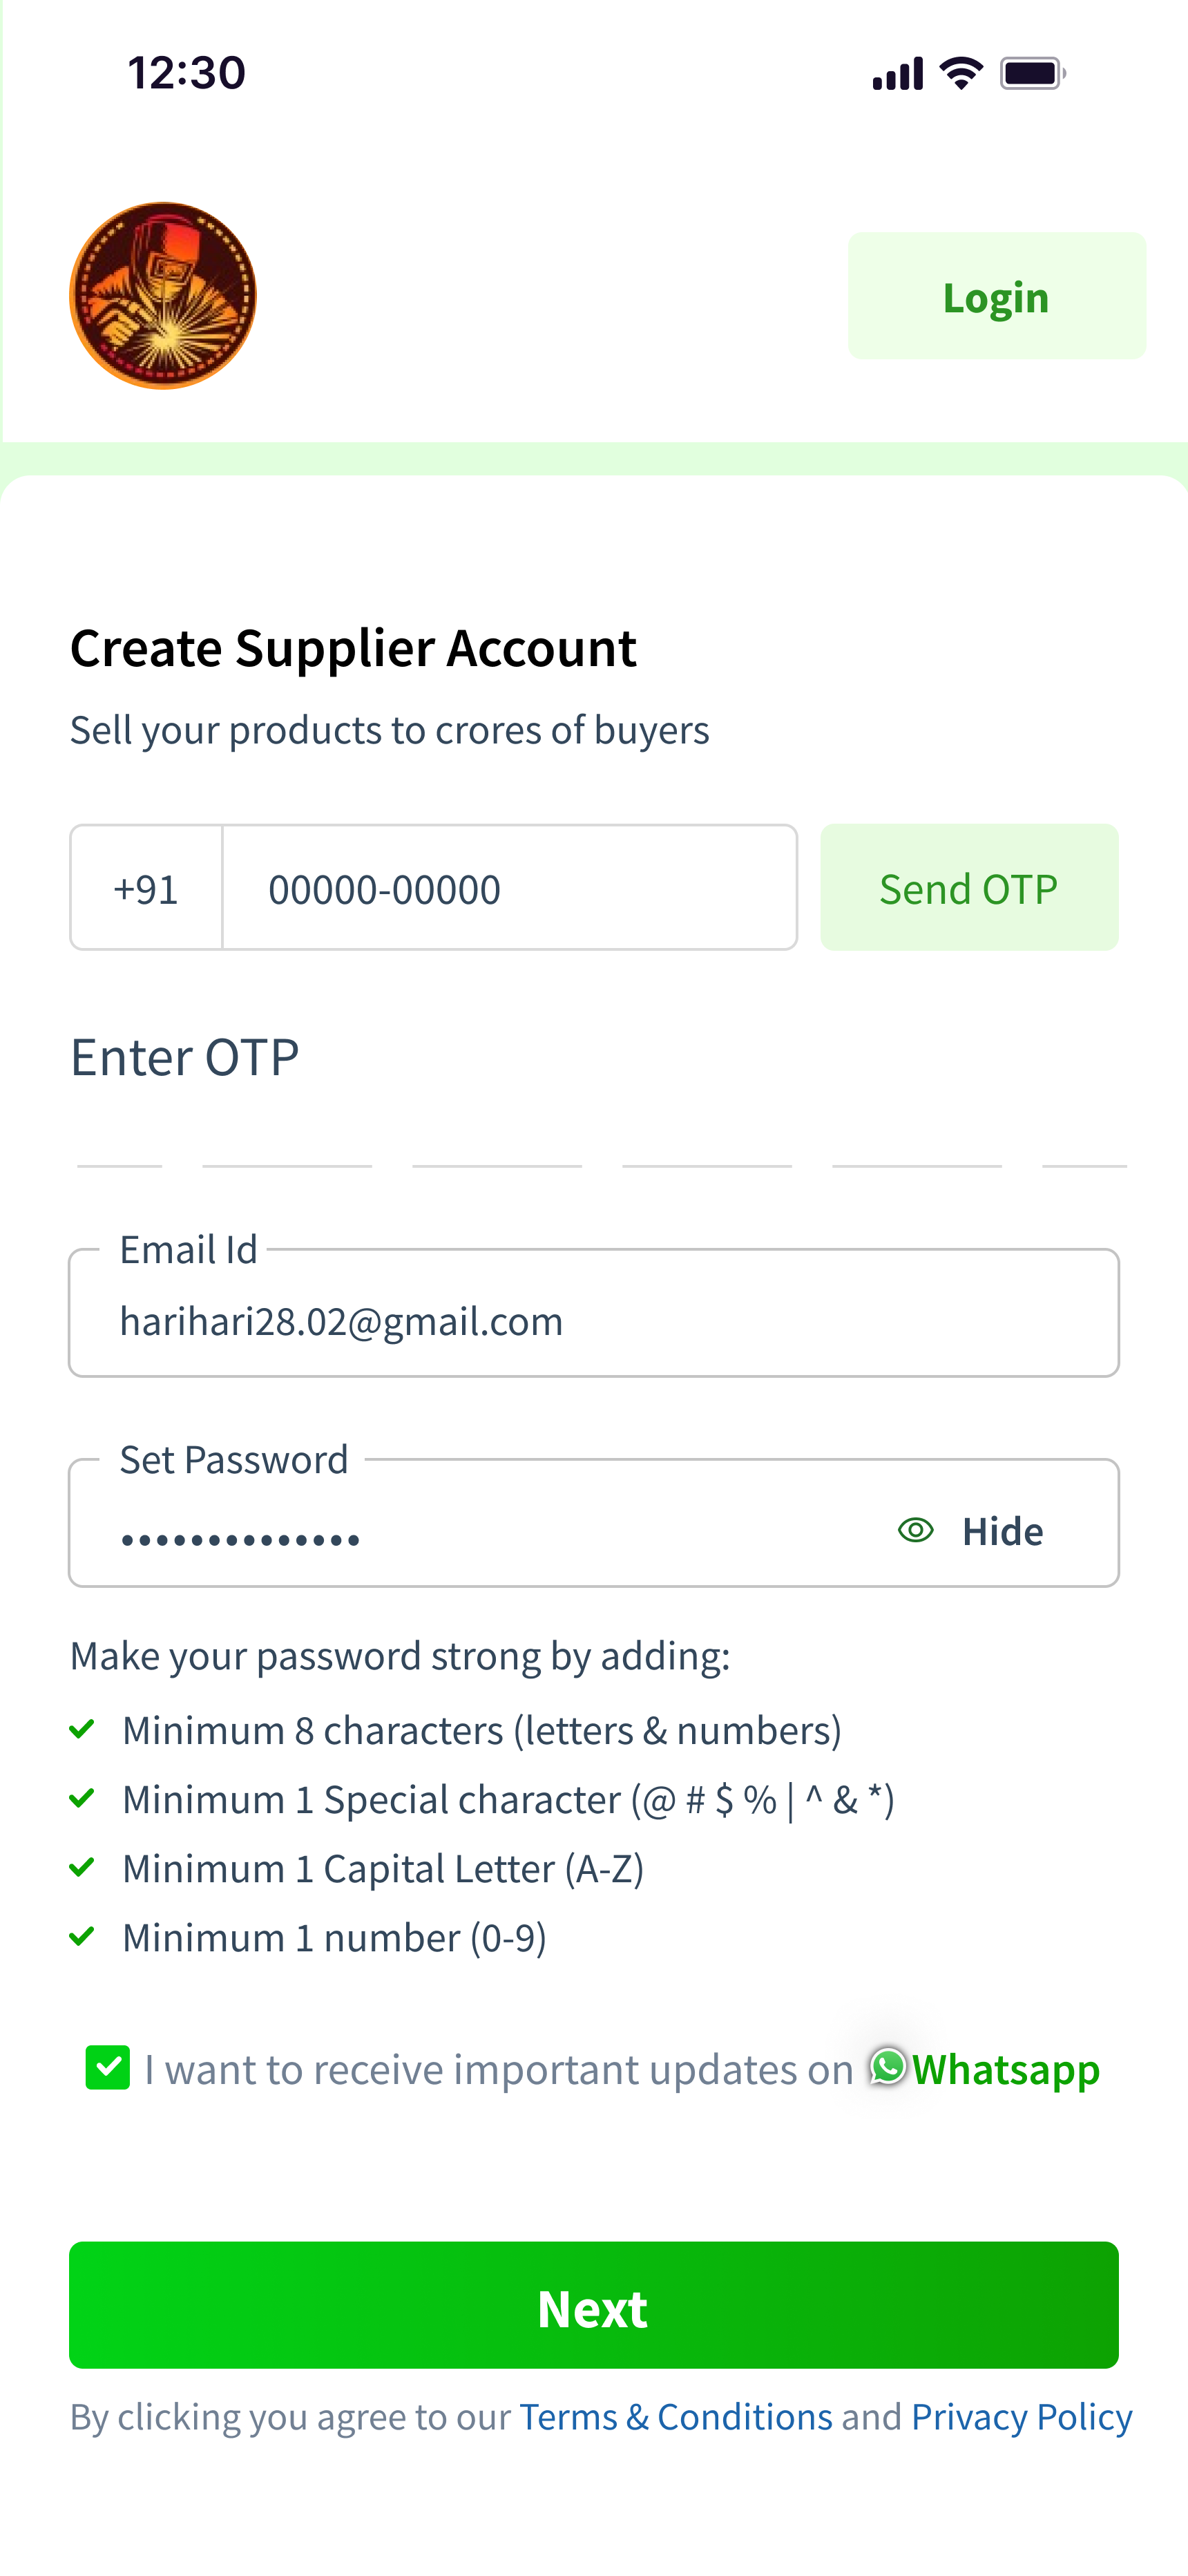 12:30
Login
Create Supplier Account
Sell your products to crores of buyers
+91 00000-00000 Send OTP
Enter OTP
Email Id
harihari28.02@gmail.com
Set Password
•••••••••••••• Hide
Make your password strong by adding:
Minimum 8 characters (letters & numbers)
Minimum 1 Special character (@ # $ % | ^ & *)
Minimum 1 Capital Letter (A-Z)
Minimum 1 number (0-9)
I want to receive important updates on Whatsapp
Next
By clicking you agree to our Terms & Conditions and Privacy Policy